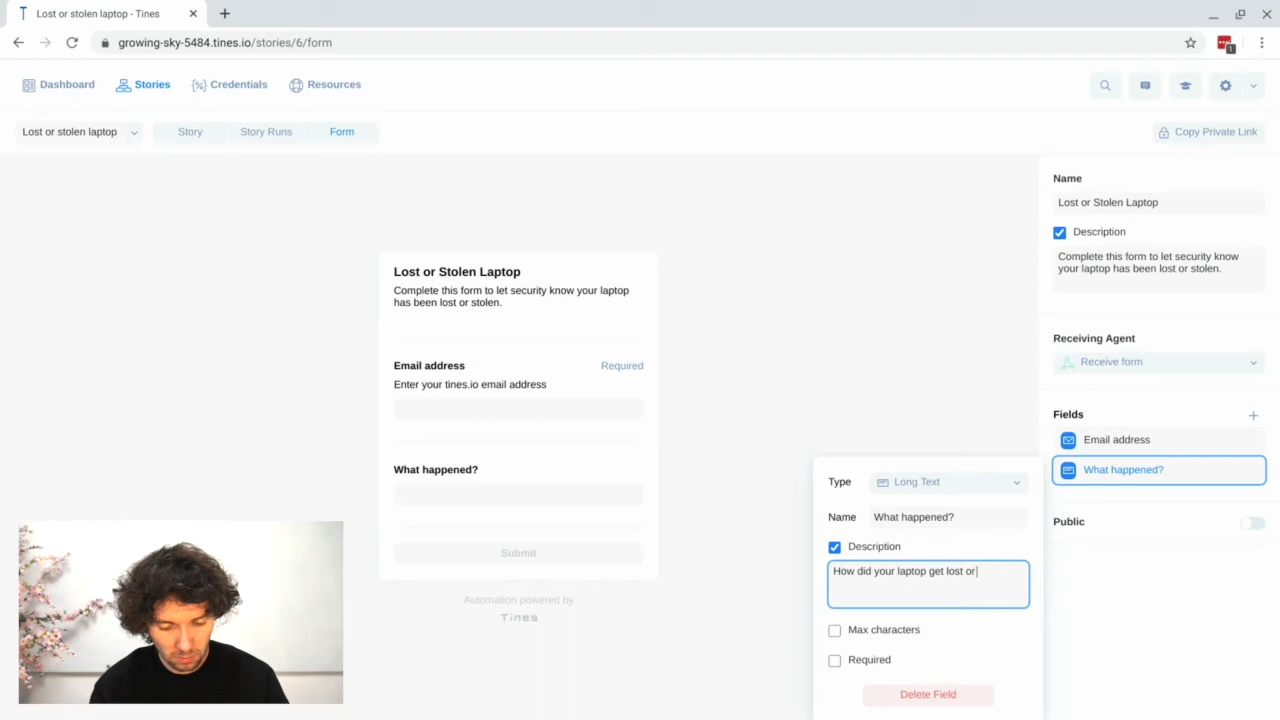 Lost or stolen laptop - Tines
growing-sky-5484.tines.io/stories/6/form
1
Dashboard
Stories
Credentials
Resources
Lost or stolen laptop
Story
Story Runs
Form
Copy Private Link
Name
Lost or Stolen Laptop
Description
Complete this form to let security know
your laptop has been lost or stolen.
Receiving Agent
Receive form
Fields
Email address
What happened?
Public
Lost or Stolen Laptop
Complete this form to let security know your laptop
has been lost or stolen.
Email address
Required
Enter your tines.io email address
What happened?
Submit
Automation powered by
Tines
Type
Long Text
Name
What happened?
Description
How did your laptop get lost or
Max characters
Required
Delete Field